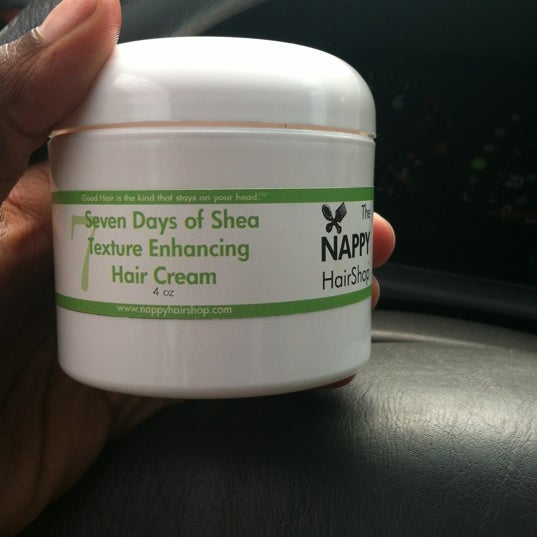 Good Hair is the kind that stays on your head.™
7
Seven Days of Shea
Texture Enhancing
Hair Cream
4 oz
www.nappyhairshop.com
The
NAPPY
HairShop